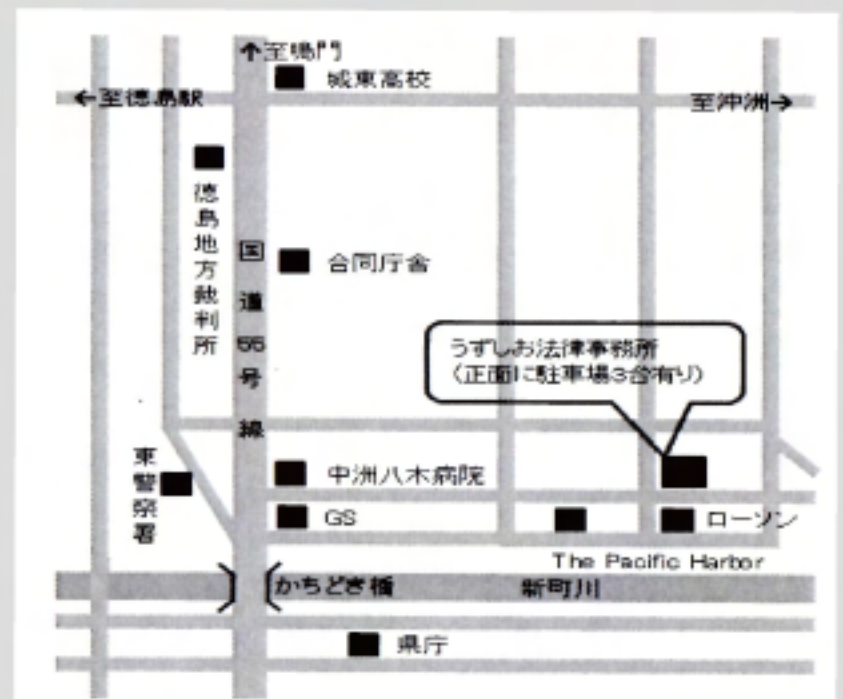 ↑至鳴門
城東高校
←至徳島駅
至沖洲→
徳島地方裁判所
国道55号線
合同庁舎
うずしお法律事務所
(正面に駐車場3台有り)
東警察署
中洲八木病院
GS
ローソン
The Pacific Harbor
かちどき橋
新町川
県庁